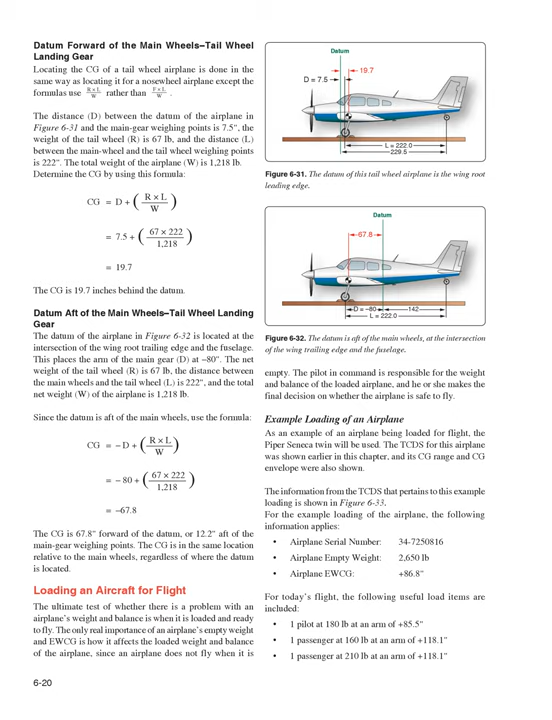 Datum Forward of the Main Wheels–Tail Wheel
Landing Gear
Locating the CG of a tail wheel airplane is done in the
same way as locating it for a nosewheel airplane except the
formulas use R × L / W rather than F × L / W .
The distance (D) between the datum of the airplane in
Figure 6-31 and the main-gear weighing points is 7.5", the
weight of the tail wheel (R) is 67 lb, and the distance (L)
between the main-wheel and the tail wheel weighing points
is 222". The total weight of the airplane (W) is 1,218 lb.
Determine the CG by using this formula:
CG = D + ( R × L / W )
= 7.5 + ( 67 × 222 / 1,218 )
= 19.7
The CG is 19.7 inches behind the datum.
Datum Aft of the Main Wheels–Tail Wheel Landing
Gear
The datum of the airplane in Figure 6-32 is located at the
intersection of the wing root trailing edge and the fuselage.
This places the arm of the main gear (D) at –80". The net
weight of the tail wheel (R) is 67 lb, the distance between
the main wheels and the tail wheel (L) is 222", and the total
net weight (W) of the airplane is 1,218 lb.
Since the datum is aft of the main wheels, use the formula:
CG = – D + ( R × L / W )
= – 80 + ( 67 × 222 / 1,218 )
= –67.8
The CG is 67.8" forward of the datum, or 12.2" aft of the
main-gear weighing points. The CG is in the same location
relative to the main wheels, regardless of where the datum
is located.
Loading an Aircraft for Flight
The ultimate test of whether there is a problem with an
airplane's weight and balance is when it is loaded and ready
to fly. The only real importance of an airplane's empty weight
and EWCG is how it affects the loaded weight and balance
of the airplane, since an airplane does not fly when it is
6-20
Datum
19.7
D = 7.5
L = 222.0
229.5
Figure 6-31. The datum of this tail wheel airplane is the wing root
leading edge.
Datum
67.8
D = –80
142
L = 222.0
Figure 6-32. The datum is aft of the main wheels, at the intersection
of the wing trailing edge and the fuselage.
empty. The pilot in command is responsible for the weight
and balance of the loaded airplane, and he or she makes the
final decision on whether the airplane is safe to fly.
Example Loading of an Airplane
As an example of an airplane being loaded for flight, the
Piper Seneca twin will be used. The TCDS for this airplane
was shown earlier in this chapter, and its CG range and CG
envelope were also shown.
The information from the TCDS that pertains to this example
loading is shown in Figure 6-33.
For the example loading of the airplane, the following
information applies:
• Airplane Serial Number: 34-7250816
• Airplane Empty Weight: 2,650 lb
• Airplane EWCG: +86.8"
For today's flight, the following useful load items are
included:
• 1 pilot at 180 lb at an arm of +85.5"
• 1 passenger at 160 lb at an arm of +118.1"
• 1 passenger at 210 lb at an arm of +118.1"